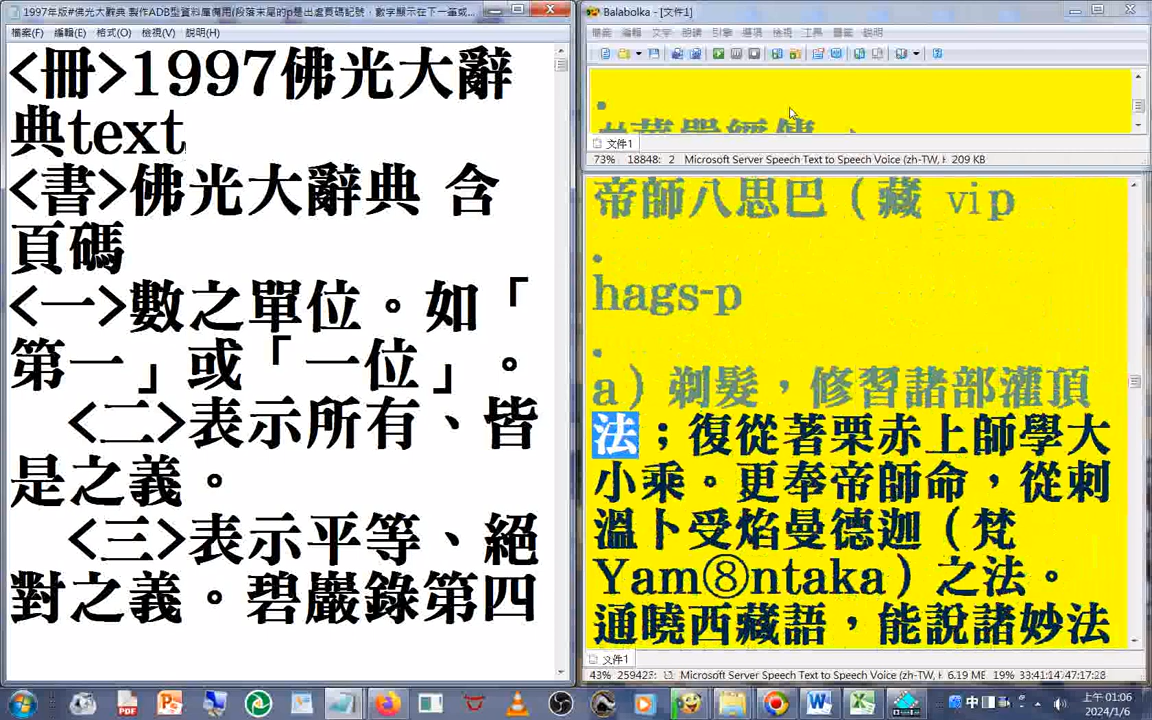 1997年版#佛光大辭典 製作ADB型資料庫備用(段落末尾的p是出處頁碼記號，數字顯示在下一筆或...
檔案(F) 編輯(E) 格式(O) 檢視(V) 說明(H)
<冊>1997佛光大辭
典text
<書>佛光大辭典 含
頁碼
<一>數之單位。如「
第一」或「一位」。
<二>表示所有、皆
是之義。
<三>表示平等、絕
對之義。碧巖錄第四
Balabolka - [文件1]
檔案 編輯 文字 朗讀 引擎 選項 檢視 工具 圖案 說明
.
文件1
73% 18848: 2 Microsoft Server Speech Text to Speech Voice (zh-TW, H 209 KB
帝師八思巴（藏 vip
.
hags-p
.
a）剃髮，修習諸部灌頂
法；復從著栗赤上師學大
小乘。更奉帝師命，從刺
溫卜受焰曼德迦（梵
Yam⑧ntaka）之法。
通曉西藏語，能說諸妙法
文件1
43% 259423: Microsoft Server Speech Text to Speech Voice (zh-TW, H 6.19 ME 19% 33:41:14/47:17:28
中
上午 01:06
2024/1/6